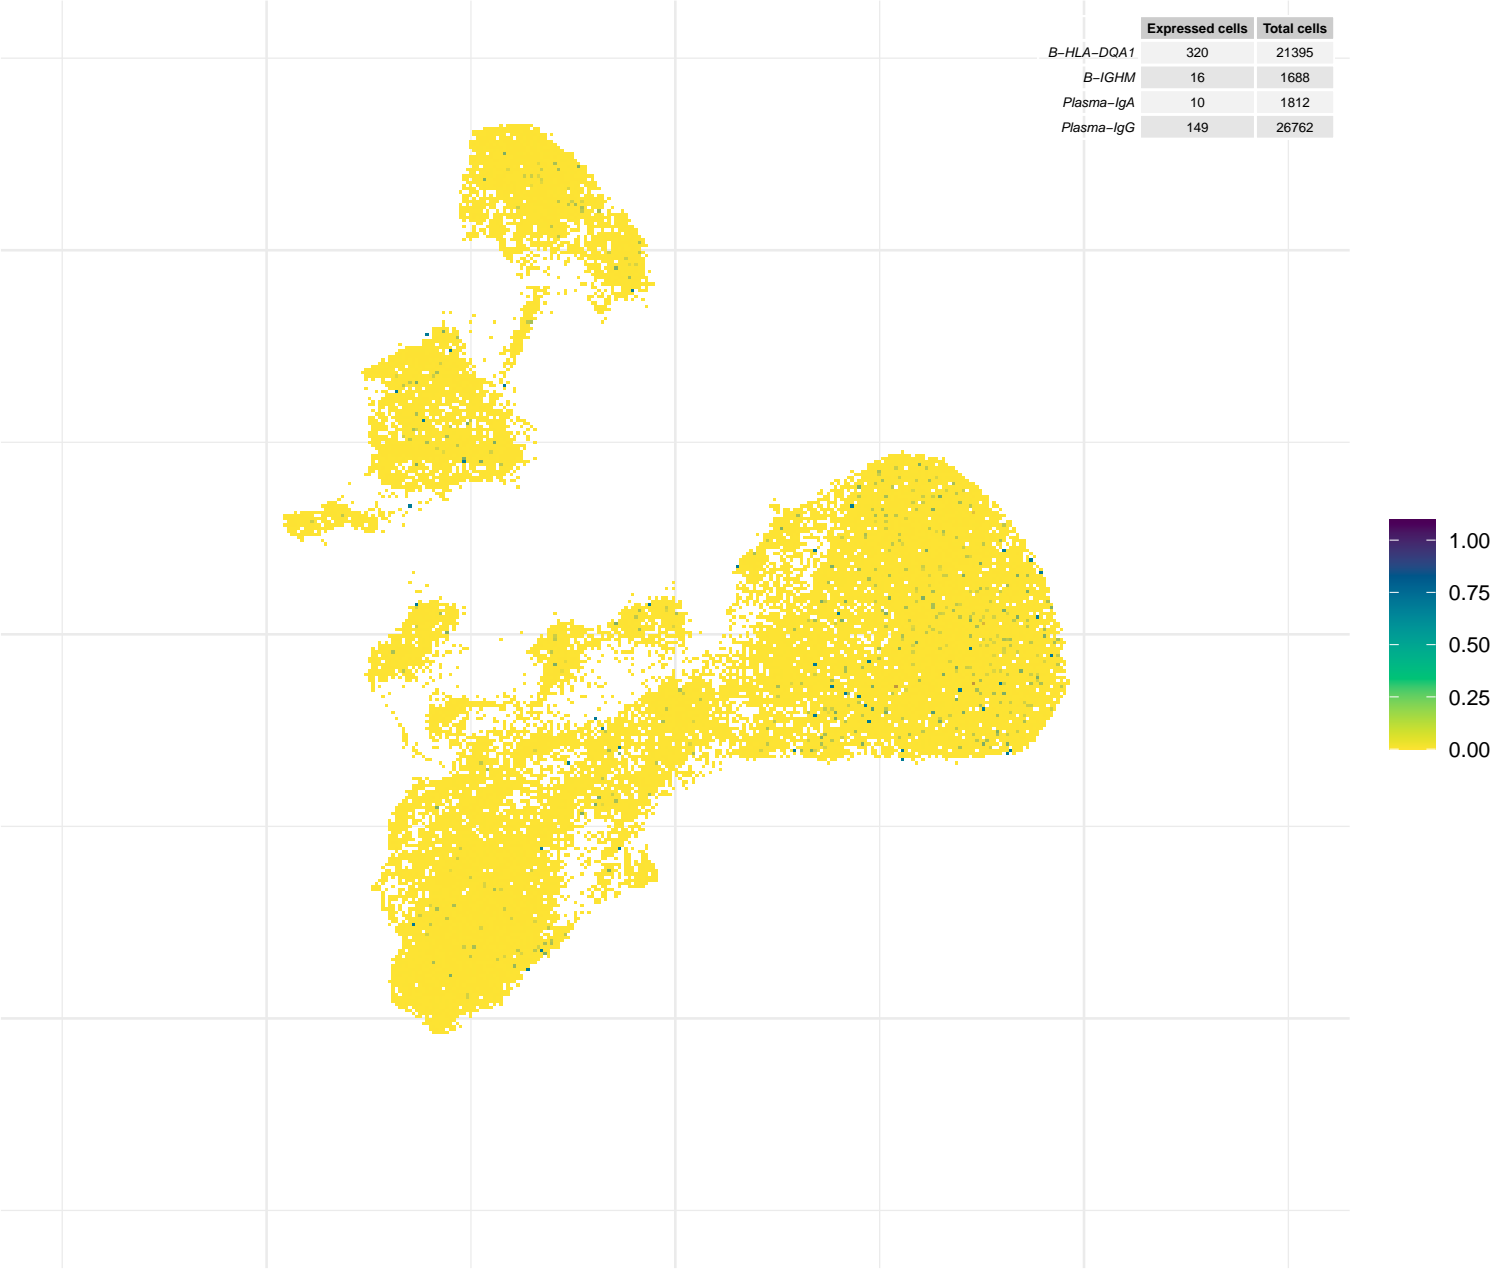 Expressed cells Total cells
B−HLA−DQA1 320 21395
B−IGHM 16 1688
Plasma−IgA 10 1812
Plasma−IgG 149 26762
1.00
0.75
0.50
0.25
0.00